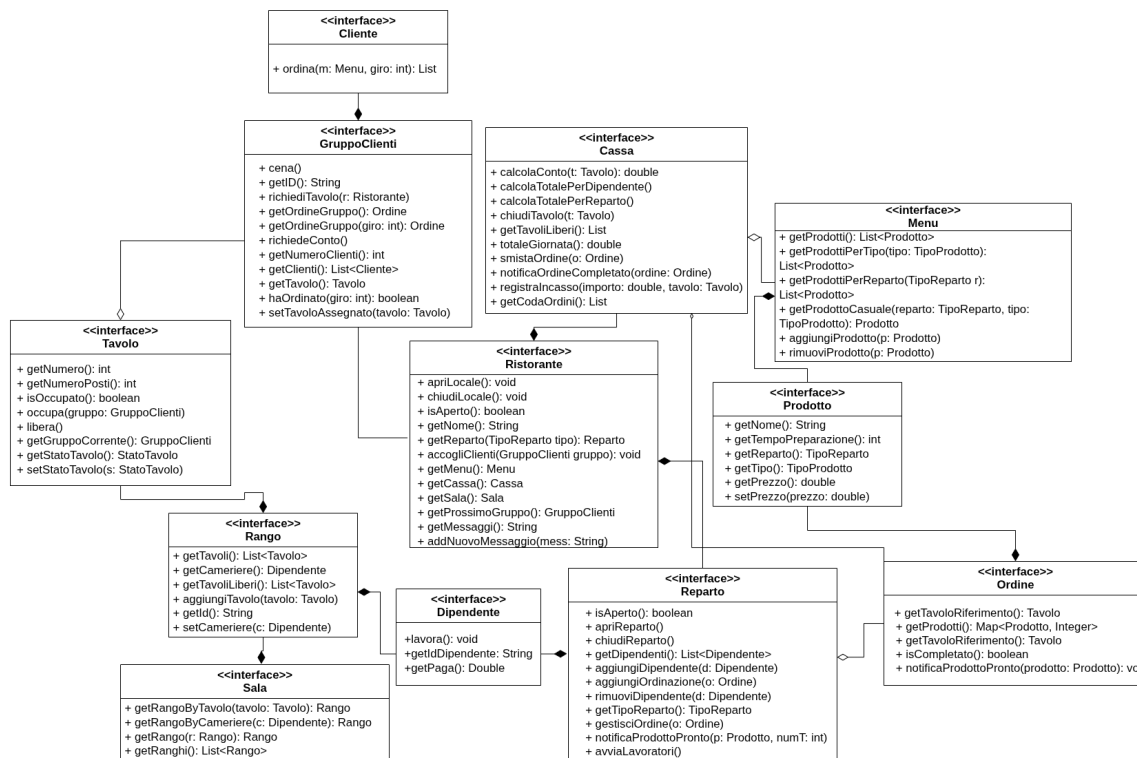 <<interface>>
Cliente
+ ordina(m: Menu, giro: int): List
<<interface>>
GruppoClienti
+ cena()
+ getID(): String
+ richiediTavolo(r: Ristorante)
+ getOrdineGruppo(): Ordine
+ getOrdineGruppo(giro: int): Ordine
+ richiedeConto()
+ getNumeroClienti(): int
+ getClienti(): List<Cliente>
+ getTavolo(): Tavolo
+ haOrdinato(giro: int): boolean
+ setTavoloAssegnato(tavolo: Tavolo)
<<interface>>
Cassa
+ calcolaConto(t: Tavolo): double
+ calcolaTotalePerDipendente()
+ calcolaTotalePerReparto()
+ chiudiTavolo(t: Tavolo)
+ getTavoliLiberi(): List
+ totaleGiornata(): double
+ smistaOrdine(o: Ordine)
+ notificaOrdineCompletato(ordine: Ordine)
+ registraIncasso(importo: double, tavolo: Tavolo)
+ getCodaOrdini(): List
<<interface>>
Menu
+ getProdotti(): List<Prodotto>
+ getProdottiPerTipo(tipo: TipoProdotto):
List<Prodotto>
+ getProdottiPerReparto(TipoReparto r):
List<Prodotto>
+ getProdottoCasuale(reparto: TipoReparto, tipo:
TipoProdotto): Prodotto
+ aggiungiProdotto(p: Prodotto)
+ rimuoviProdotto(p: Prodotto)
<<interface>>
Tavolo
+ getNumero(): int
+ getNumeroPosti(): int
+ isOccupato(): boolean
+ occupa(gruppo: GruppoClienti)
+ libera()
+ getGruppoCorrente(): GruppoClienti
+ getStatoTavolo(): StatoTavolo
+ setStatoTavolo(s: StatoTavolo)
<<interface>>
Ristorante
+ apriLocale(): void
+ chiudiLocale(): void
+ isAperto(): boolean
+ getNome(): String
+ getReparto(TipoReparto tipo): Reparto
+ accogliClienti(GruppoClienti gruppo): void
+ getMenu(): Menu
+ getCassa(): Cassa
+ getSala(): Sala
+ getProssimoGruppo(): GruppoClienti
+ getMessaggi(): String
+ addNuovoMessaggio(mess: String)
<<interface>>
Prodotto
+ getNome(): String
+ getTempoPreparazione(): int
+ getReparto(): TipoReparto
+ getTipo(): TipoProdotto
+ getPrezzo(): double
+ setPrezzo(prezzo: double)
<<interface>>
Rango
+ getTavoli(): List<Tavolo>
+ getCameriere(): Dipendente
+ getTavoliLiberi(): List<Tavolo>
+ aggiungiTavolo(tavolo: Tavolo)
+ getId(): String
+ setCameriere(c: Dipendente)
<<interface>>
Dipendente
+lavora(): void
+getIdDipendente: String
+getPaga(): Double
<<interface>>
Reparto
+ isAperto(): boolean
+ apriReparto()
+ chiudiReparto()
+ getDipendenti(): List<Dipendente>
+ aggiungiDipendente(d: Dipendente)
+ aggiungiOrdinazione(o: Ordine)
+ rimuoviDipendente(d: Dipendente)
+ getTipoReparto(): TipoReparto
+ gestisciOrdine(o: Ordine)
+ notificaProdottoPronto(p: Prodotto, numT: int)
+ avviaLavoratori()
<<interface>>
Ordine
+ getTavoloRiferimento(): Tavolo
+ getProdotti(): Map<Prodotto, Integer>
+ getTavoloRiferimento(): Tavolo
+ isCompletato(): boolean
+ notificaProdottoPronto(prodotto: Prodotto): vo
<<interface>>
Sala
+ getRangoByTavolo(tavolo: Tavolo): Rango
+ getRangoByCameriere(c: Dipendente): Rango
+ getRango(r: Rango): Rango
+ getRanghi(): List<Rango>